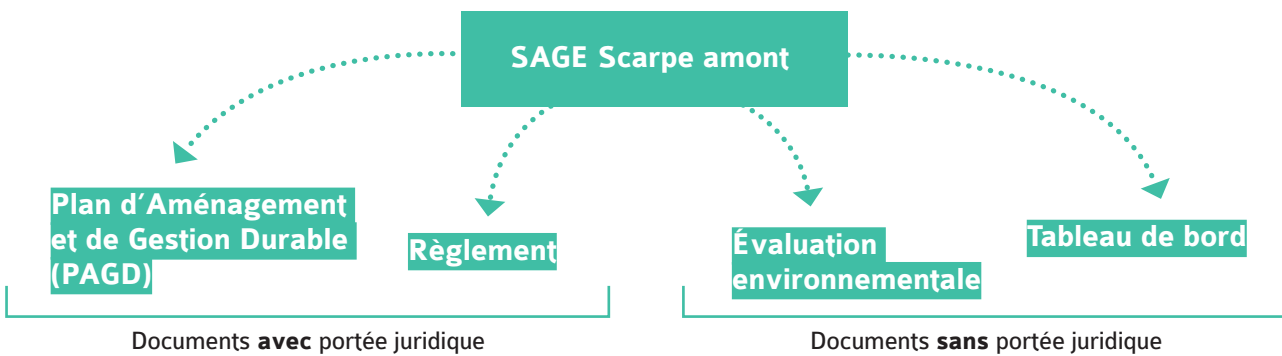 SAGE Scarpe amont
Plan d'Aménagement
et de Gestion Durable
(PAGD)
Règlement
Évaluation
environnementale
Tableau de bord
Documents avec portée juridique
Documents sans portée juridique